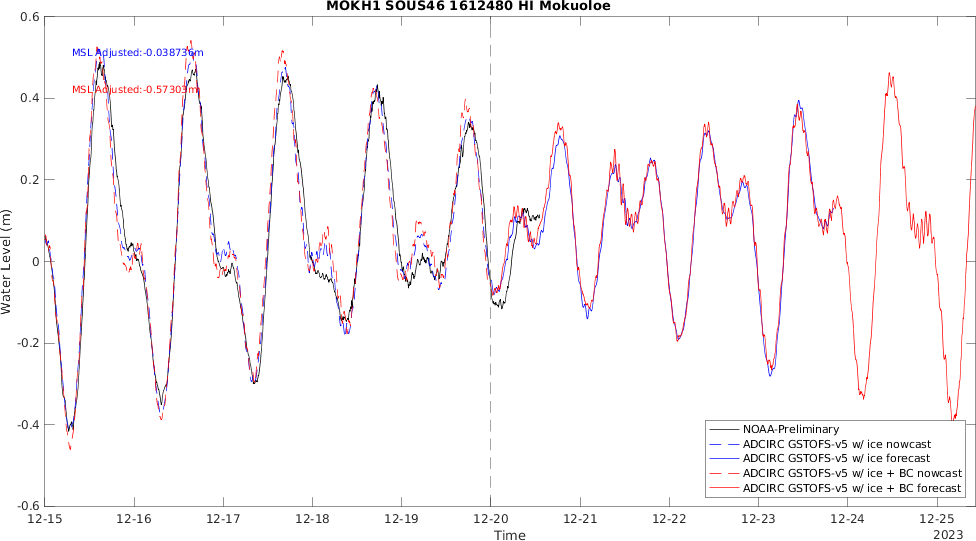 MOKH1 SOUS46 1612480 HI Mokuoloe
0.6
MSL Adjusted:-0.038736m
MSL Adjusted:-0.57303m
0.4
0.2
0
-0.2
-0.4
-0.6
Water Level (m)
NOAA-Preliminary
ADCIRC GSTOFS-v5 w/ ice nowcast
ADCIRC GSTOFS-v5 w/ ice forecast
ADCIRC GSTOFS-v5 w/ ice + BC nowcast
ADCIRC GSTOFS-v5 w/ ice + BC forecast
12-15 12-16 12-17 12-18 12-19 12-20 12-21 12-22 12-23 12-24 12-25
Time
2023